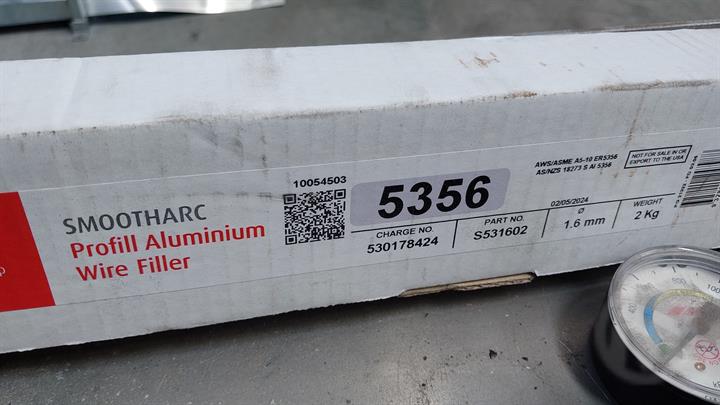 SMOOTHARC
Profill Aluminium
Wire Filler
10054503
5356
AWS/ASME A5-10 ER5356
AS/NZS 18273 S Al 5356
NOT FOR SALE IN OR
EXPORT TO THE USA
CHARGE NO.
530178424
PART NO.
S531602
02/05/2024
Ø
1.6 mm
WEIGHT
2 Kg